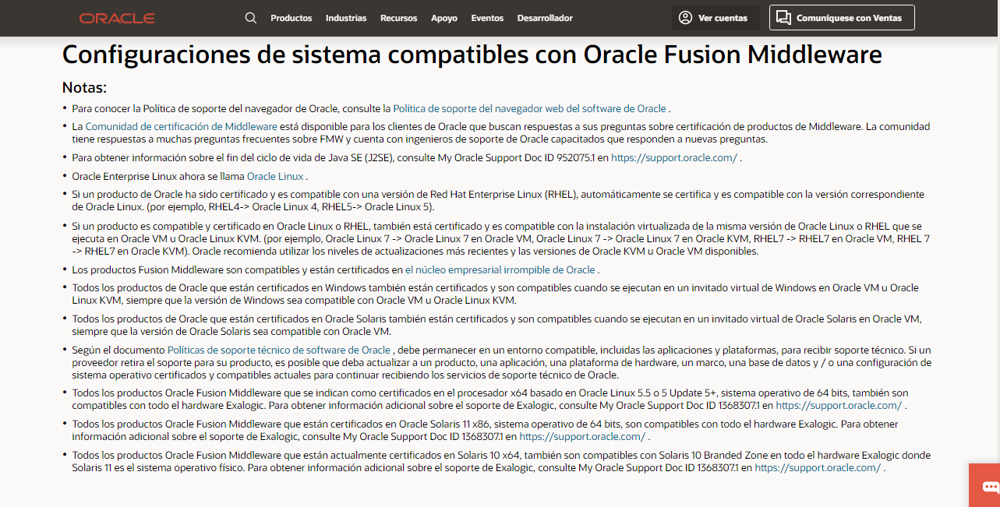 ORACLE
Productos
Industrias
Recursos
Apoyo
Eventos
Desarrollador
Ver cuentas
Comuníquese con Ventas
Configuraciones de sistema compatibles con Oracle Fusion Middleware
Notas:
• Para conocer la Política de soporte del navegador de Oracle, consulte la Política de soporte del navegador web del software de Oracle .
• La Comunidad de certificación de Middleware está disponible para los clientes de Oracle que buscan respuestas a sus preguntas sobre certificación de productos de Middleware. La comunidad
tiene respuestas a muchas preguntas frecuentes sobre FMW y cuenta con ingenieros de soporte de Oracle capacitados que responden a nuevas preguntas.
• Para obtener información sobre el fin del ciclo de vida de Java SE (J2SE), consulte My Oracle Support Doc ID 952075.1 en https://support.oracle.com/ .
• Oracle Enterprise Linux ahora se llama Oracle Linux .
• Si un producto de Oracle ha sido certificado y es compatible con una versión de Red Hat Enterprise Linux (RHEL), automáticamente se certifica y es compatible con la versión correspondiente
de Oracle Linux. (por ejemplo, RHEL4-> Oracle Linux 4, RHEL5-> Oracle Linux 5).
• Si un producto es compatible y certificado en Oracle Linux o RHEL, también está certificado y es compatible con la instalación virtualizada de la misma versión de Oracle Linux o RHEL que se
ejecuta en Oracle VM u Oracle Linux KVM. (por ejemplo, Oracle Linux 7 -> Oracle Linux 7 en Oracle VM, Oracle Linux 7 -> Oracle Linux 7 en Oracle KVM, RHEL7 -> RHEL7 en Oracle VM, RHEL 7
-> RHEL7 en Oracle KVM). Oracle recomienda utilizar los niveles de actualizaciones más recientes y las versiones de Oracle KVM u Oracle VM disponibles.
• Los productos Fusion Middleware son compatibles y están certificados en el núcleo empresarial irrompible de Oracle .
• Todos los productos de Oracle que están certificados en Windows también están certificados y son compatibles cuando se ejecutan en un invitado virtual de Windows en Oracle VM u Oracle
Linux KVM, siempre que la versión de Windows sea compatible con Oracle VM u Oracle Linux KVM.
• Todos los productos de Oracle que están certificados en Oracle Solaris también están certificados y son compatibles cuando se ejecutan en un invitado virtual de Oracle Solaris en Oracle VM,
siempre que la versión de Oracle Solaris sea compatible con Oracle VM.
• Según el documento Políticas de soporte técnico de software de Oracle , debe permanecer en un entorno compatible, incluidas las aplicaciones y plataformas, para recibir soporte técnico. Si un
proveedor retira el soporte para su producto, es posible que deba actualizar a un producto, una aplicación, una plataforma de hardware, un marco, una base de datos y / o una configuración de
sistema operativo certificados y compatibles actuales para continuar recibiendo los servicios de soporte técnico de Oracle.
• Todos los productos Oracle Fusion Middleware que se indican como certificados en el procesador x64 basado en Oracle Linux 5.5 o 5 Update 5+, sistema operativo de 64 bits, también son
compatibles con todo el hardware Exalogic. Para obtener información adicional sobre el soporte de Exalogic, consulte My Oracle Support Doc ID 1368307.1 en https://support.oracle.com/ .
• Todos los productos Oracle Fusion Middleware que están certificados en Oracle Solaris 11 x86, sistema operativo de 64 bits, son compatibles con todo el hardware Exalogic. Para obtener
información adicional sobre el soporte de Exalogic, consulte My Oracle Support Doc ID 1368307.1 en https://support.oracle.com/ .
• Todos los productos Oracle Fusion Middleware que están actualmente certificados en Solaris 10 x64, también son compatibles con Solaris 10 Branded Zone en todo el hardware Exalogic donde
Solaris 11 es el sistema operativo físico. Para obtener información adicional sobre el soporte de Exalogic, consulte My Oracle Support Doc ID 1368307.1 en https://support.oracle.com/ .